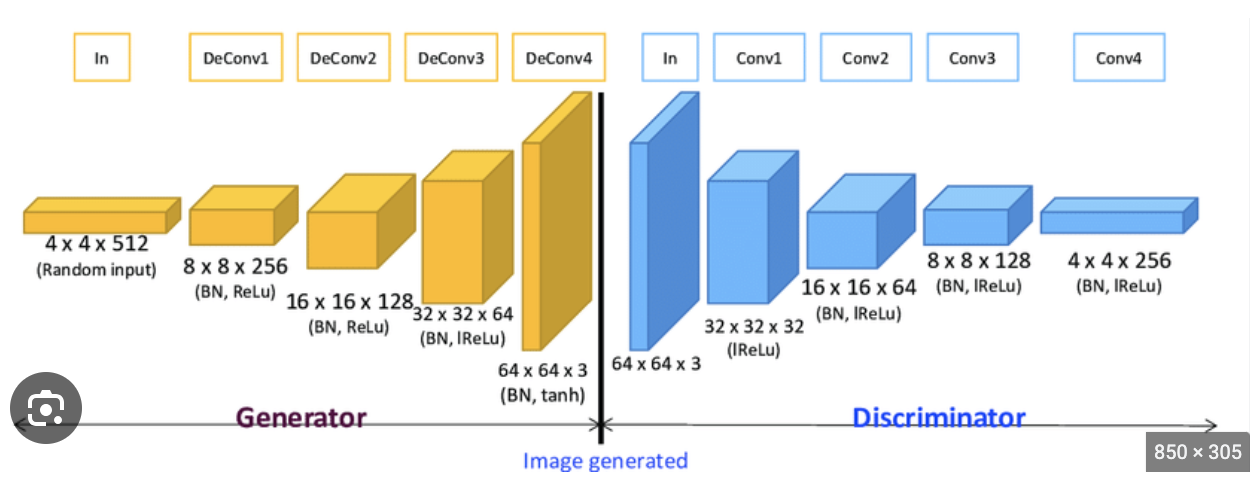 In
DeConv1
DeConv2
DeConv3
DeConv4
In
Conv1
Conv2
Conv3
Conv4
4 x 4 x 512
(Random input)
8 x 8 x 256
(BN, ReLu)
16 x 16 x 128
(BN, ReLu)
32 x 32 x 64
(BN, lReLu)
64 x 64 x 3
(BN, tanh)
64 x 64 x 3
32 x 32 x 32
(lReLu)
16 x 16 x 64
(BN, lReLu)
8 x 8 x 128
(BN, lReLu)
4 x 4 x 256
(BN, lReLu)
Generator
Discriminator
Image generated
850 × 305